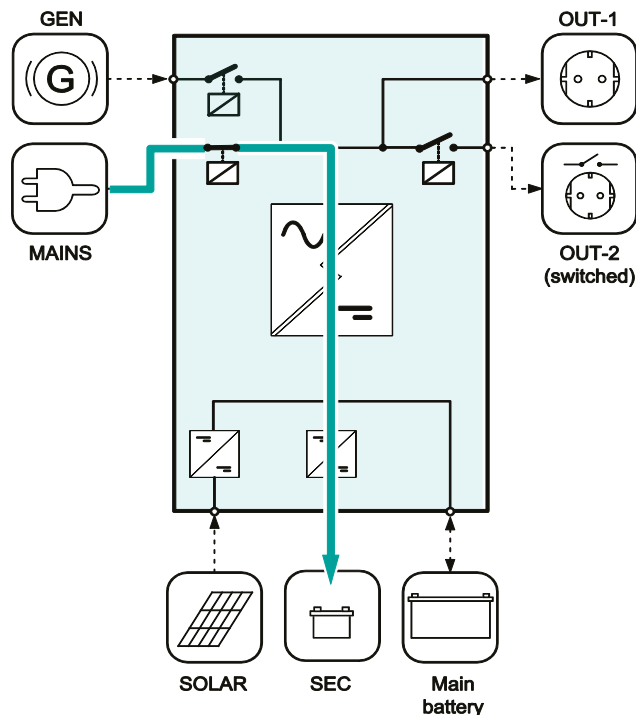 GEN
OUT-1
G
MAINS
OUT-2
(switched)
SOLAR
SEC
Main
battery